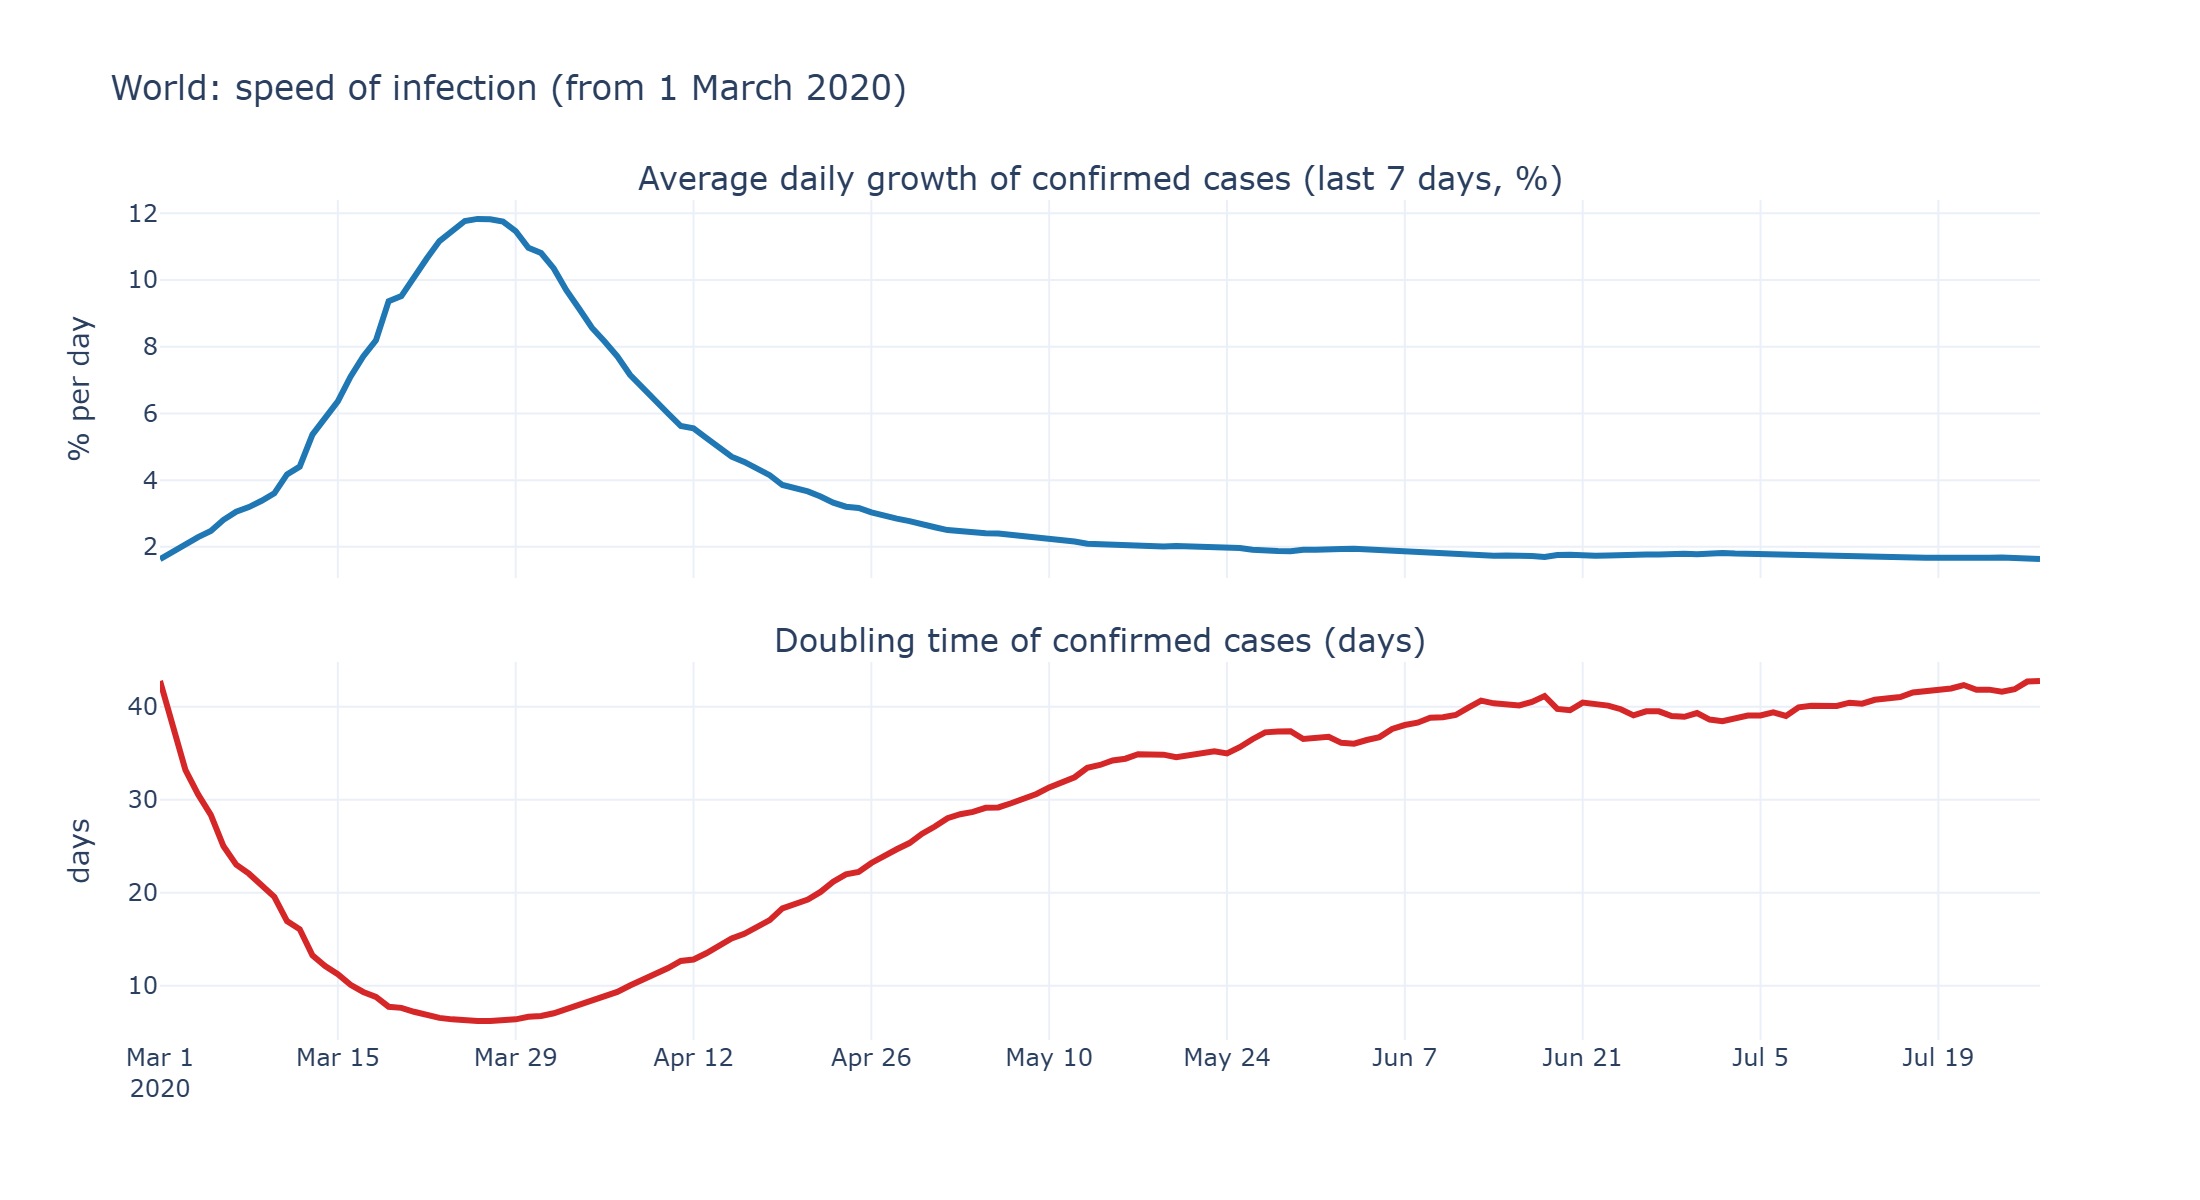 World: speed of infection (from 1 March 2020)
Average daily growth of confirmed cases (last 7 days, %)
12
10
8
6
4
2
% per day
Doubling time of confirmed cases (days)
40
30
20
10
days
Mar 1 Mar 15 Mar 29 Apr 12 Apr 26 May 10 May 24 Jun 7 Jun 21 Jul 5 Jul 19
2020